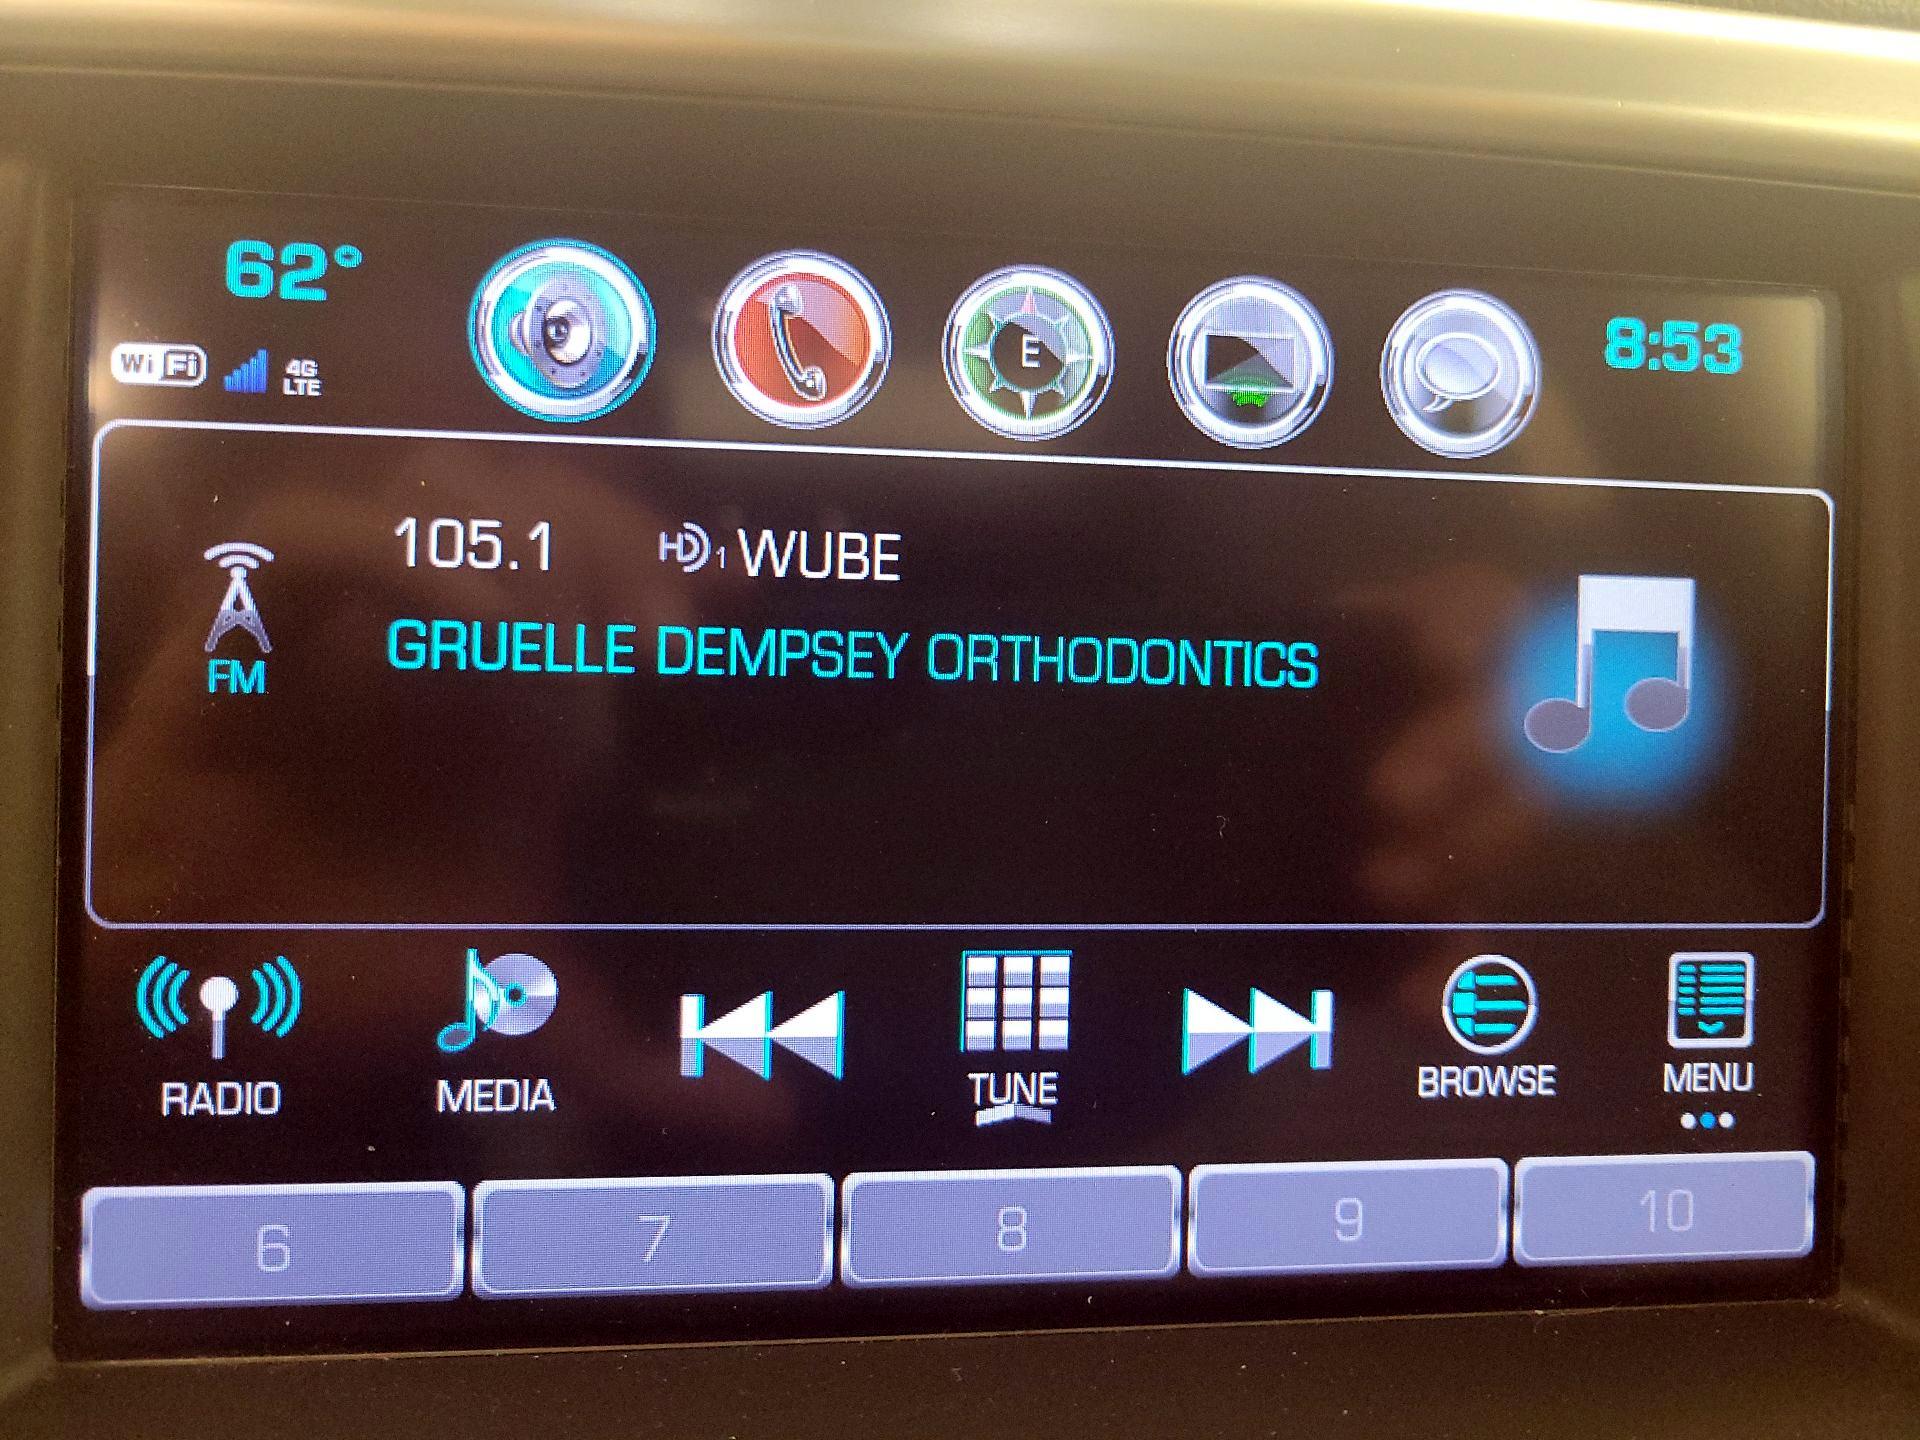 62°
WiFi
4G
LTE
E
8:53
105.1 HD1 WUBE
GRUELLE DEMPSEY ORTHODONTICS
FM
RADIO
MEDIA
TUNE
BROWSE
MENU
6
7
8
9
10